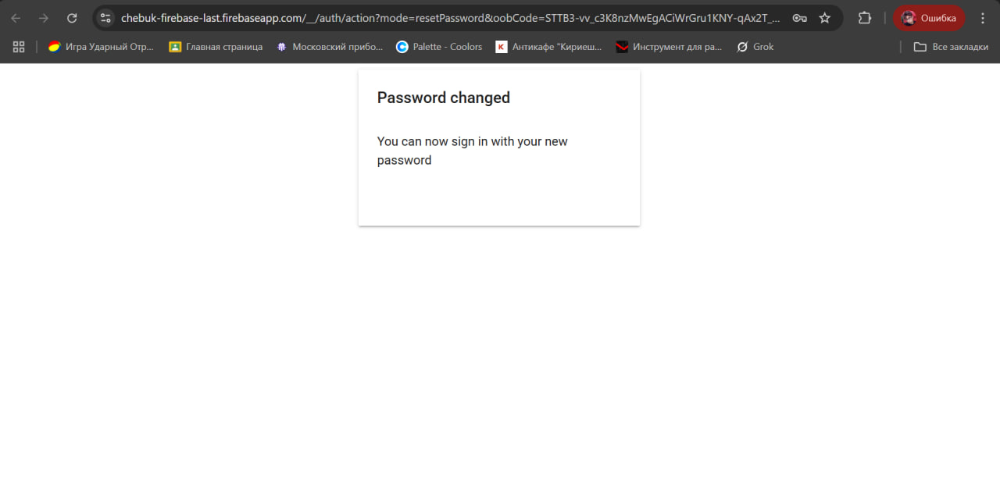 chebuk-firebase-last.firebaseapp.com/__/auth/action?mode=resetPassword&oobCode=STTB3-vv_c3K8nzMwEgACiWrGru1KNY-qAx2T_...
Ошибка
Игра Ударный Отр...
Главная страница
Московский прибо...
Palette - Coolors
K
Антикафе "Кириеш...
Инструмент для ра...
Grok
Все закладки
Password changed
You can now sign in with your new
password